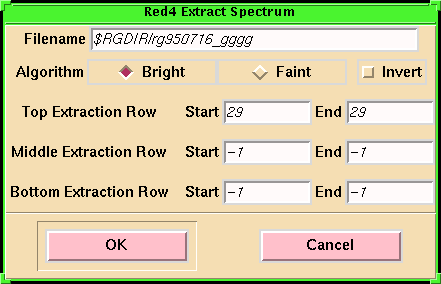 Red4 Extract Spectrum
Filename $RGDIR/rg950716_gggg
Algorithm Bright Faint Invert
Top Extraction Row Start 29 End 29
Middle Extraction Row Start -1 End -1
Bottom Extraction Row Start -1 End -1
OK Cancel